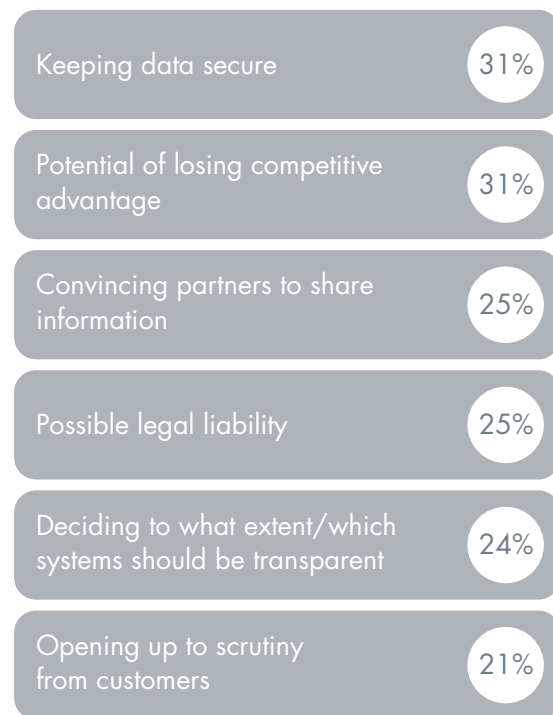 Keeping data secure
31%
Potential of losing competitive
advantage
31%
Convincing partners to share
information
25%
Possible legal liability
25%
Deciding to what extent/which
systems should be transparent
24%
Opening up to scrutiny
from customers
21%